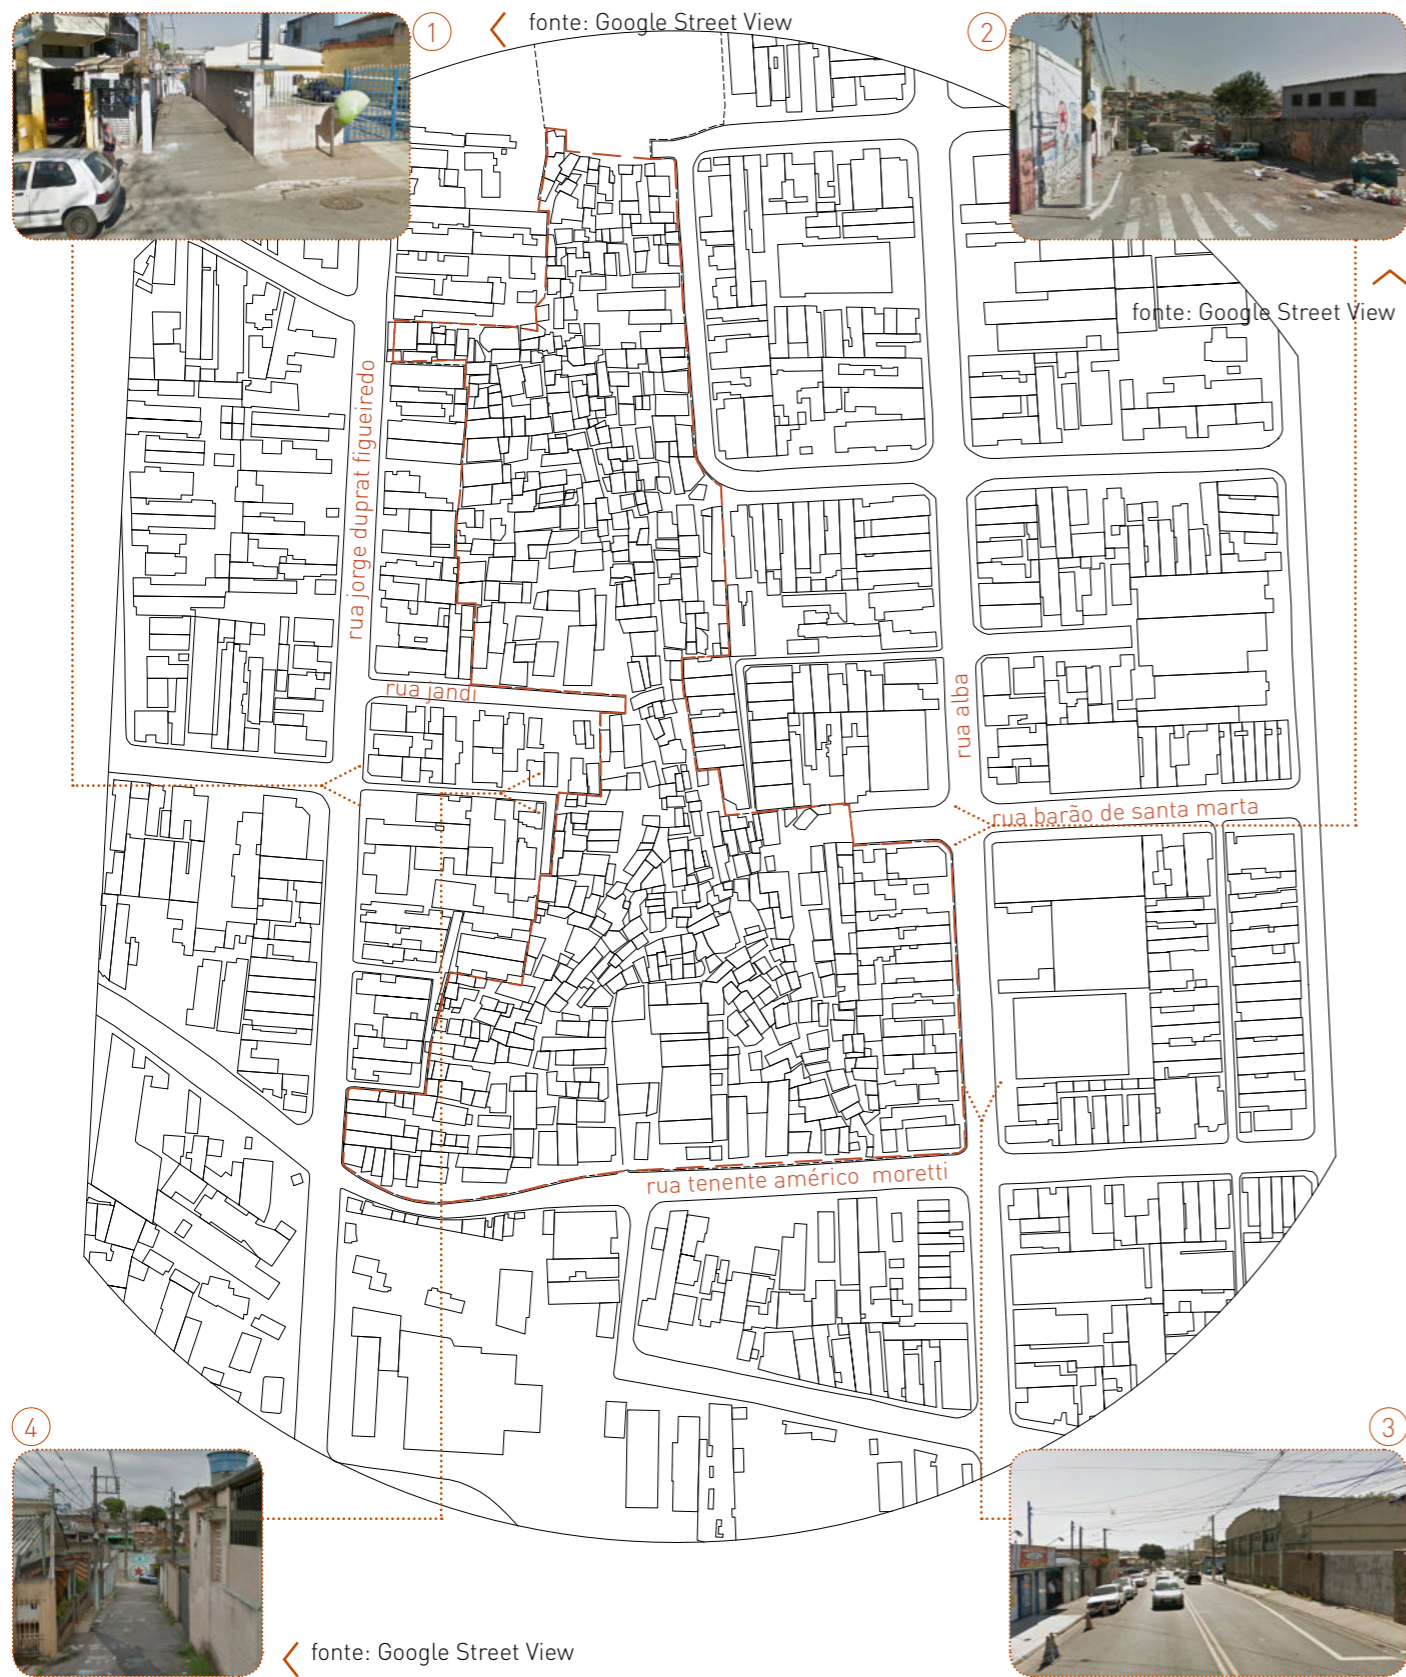 1
fonte: Google Street View
2
fonte: Google Street View
rua jorge duprat figueiredo
rua jandi
rua alba
rua barão de santa marta
rua tenente américo moretti
4
3
fonte: Google Street View